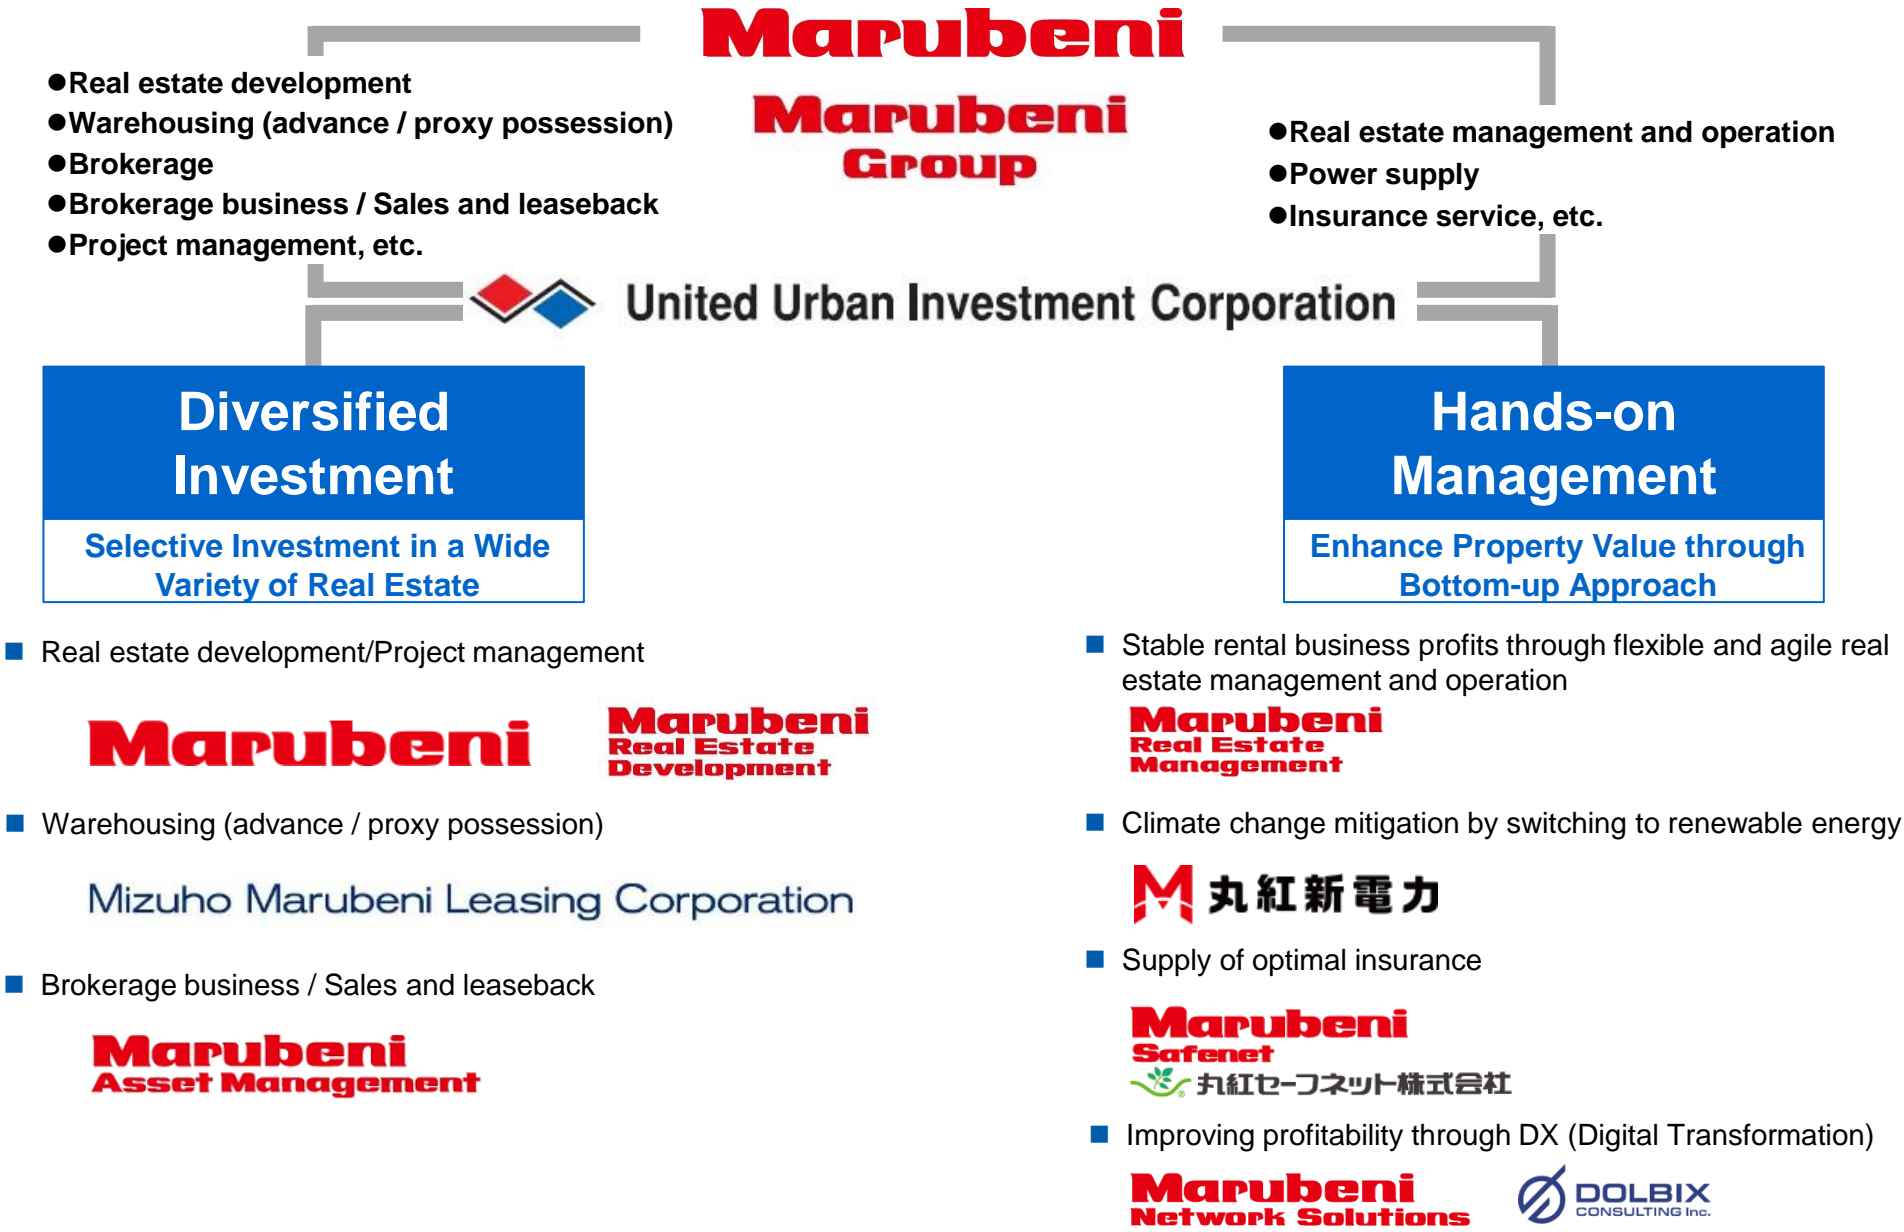 Marubeni
Marubeni
Group
●Real estate development
●Warehousing (advance / proxy possession)
●Brokerage
●Brokerage business / Sales and leaseback
●Project management, etc.
●Real estate management and operation
●Power supply
●Insurance service, etc.
United Urban Investment Corporation
Diversified
Investment
Selective Investment in a Wide
Variety of Real Estate
■ Real estate development/Project management
Marubeni
Marubeni
Real Estate
Development
■ Warehousing (advance / proxy possession)
Mizuho Marubeni Leasing Corporation
■ Brokerage business / Sales and leaseback
Marubeni
Asset Management
Hands-on
Management
Enhance Property Value through
Bottom-up Approach
■ Stable rental business profits through flexible and agile real
estate management and operation
Marubeni
Real Estate
Management
■ Climate change mitigation by switching to renewable energy
丸紅新電力
■ Supply of optimal insurance
Marubeni
Safenet
丸紅セーフネット株式会社
■ Improving profitability through DX (Digital Transformation)
Marubeni
Network Solutions
DOLBIX
CONSULTING Inc.